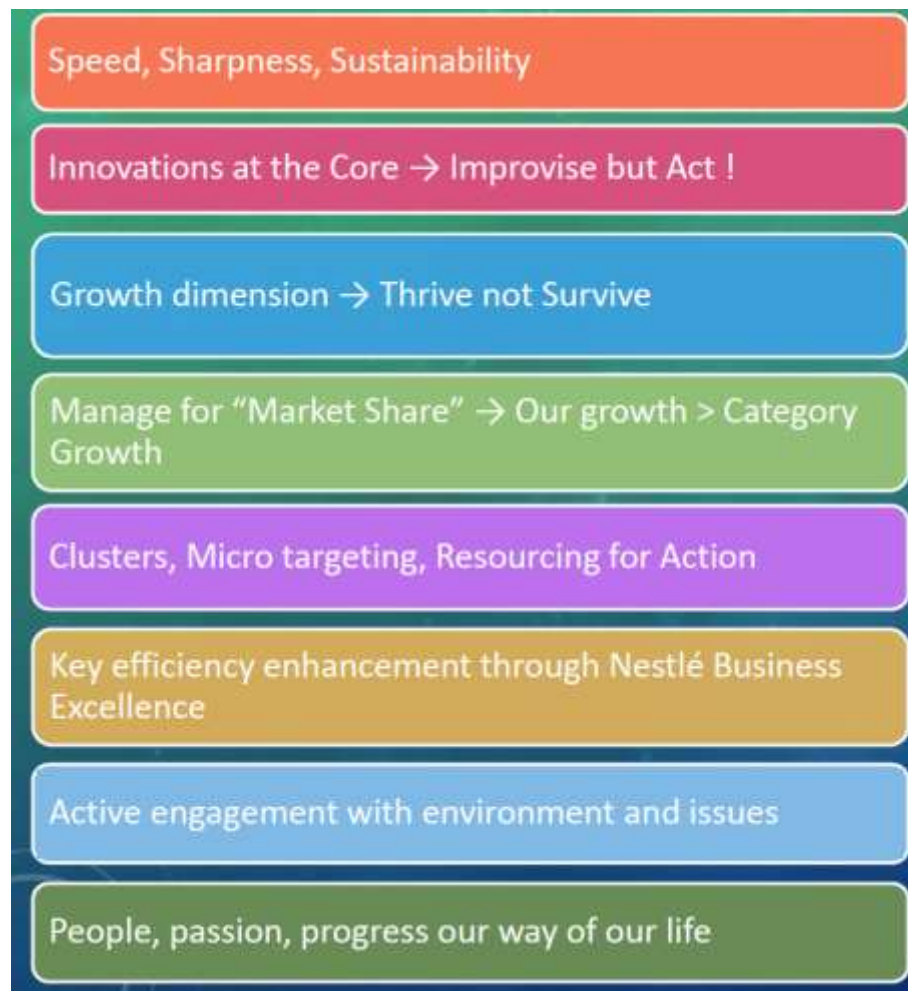 Speed, Sharpness, Sustainability
Innovations at the Core → Improvise but Act !
Growth dimension → Thrive not Survive
Manage for “Market Share” → Our growth > Category
Growth
Clusters, Micro targeting, Resourcing for Action
Key efficiency enhancement through Nestlé Business
Excellence
Active engagement with environment and issues
People, passion, progress our way of our life